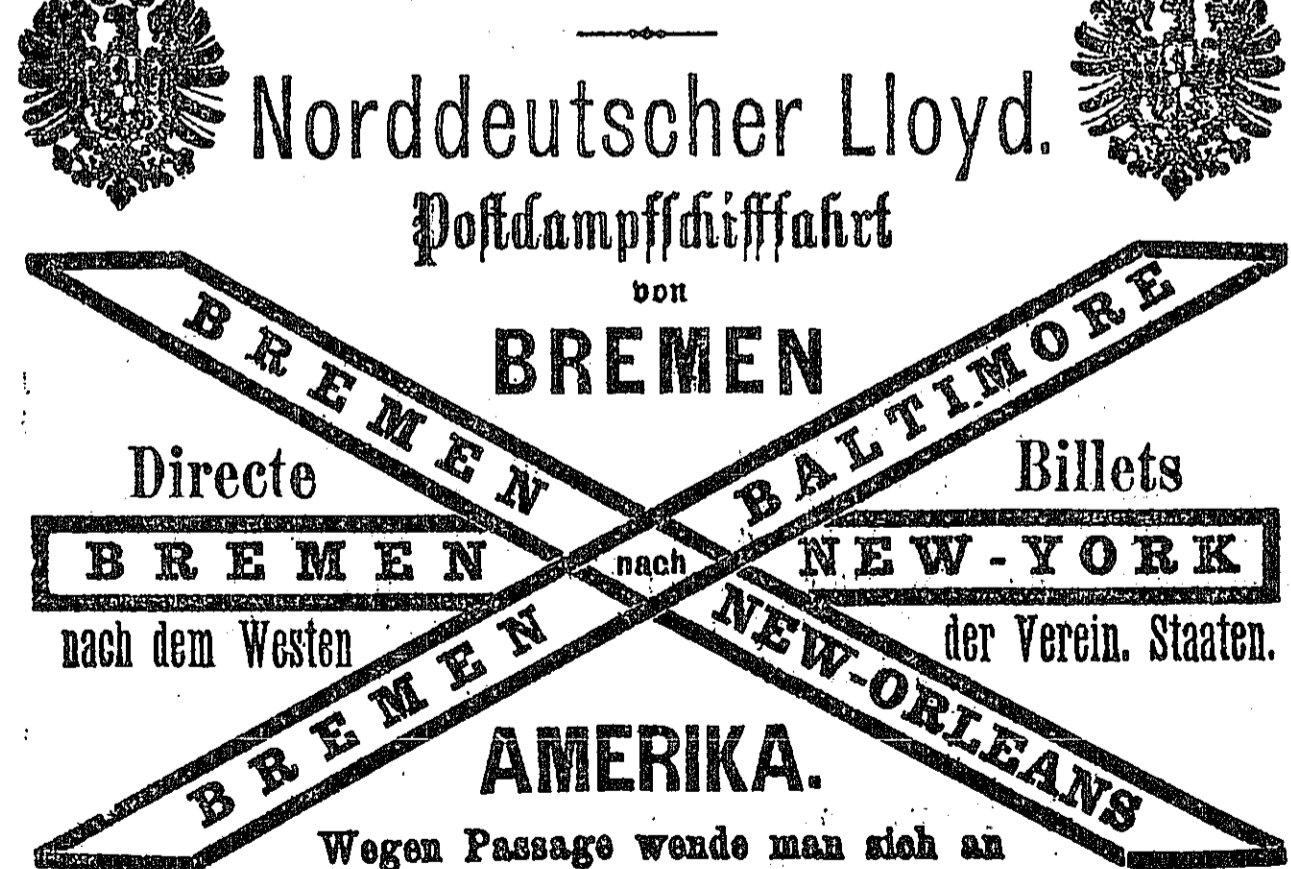 Norddeutscher Lloyd.
Postdampfschifffahrt
von
BREMEN
BREMEN
BALTIMORE
Directe
Billets
BREMEN
nach
NEW-YORK
nach dem Westen
der Verein. Staaten.
BREMEN
NEW-ORLEANS
AMERIKA.
Wegen Passage wende man sich an